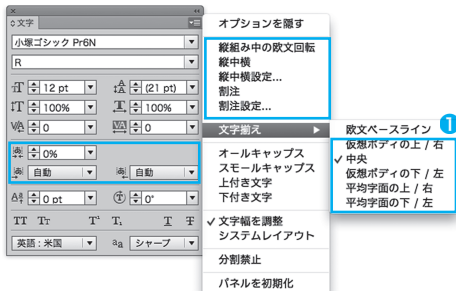 文字
小塚ゴシック Pr6N
R
12 pt
(21 pt)
100%
100%
0
0
0%
自動
自動
0 pt
0°
TT Tт T¹ T₁ T Ŧ
英語 : 米国
aa シャープ
オプションを隠す
縦組み中の欧文回転
縦中横
縦中横設定...
割注
割注設定...
文字揃え
オールキャップス
スモールキャップス
上付き文字
下付き文字
✓ 文字幅を調整
システムレイアウト
分割禁止
パネルを初期化
欧文ベースライン
1
仮想ボディの上 / 右
✓ 中央
仮想ボディの下 / 左
平均字面の上 / 右
平均字面の下 / 左